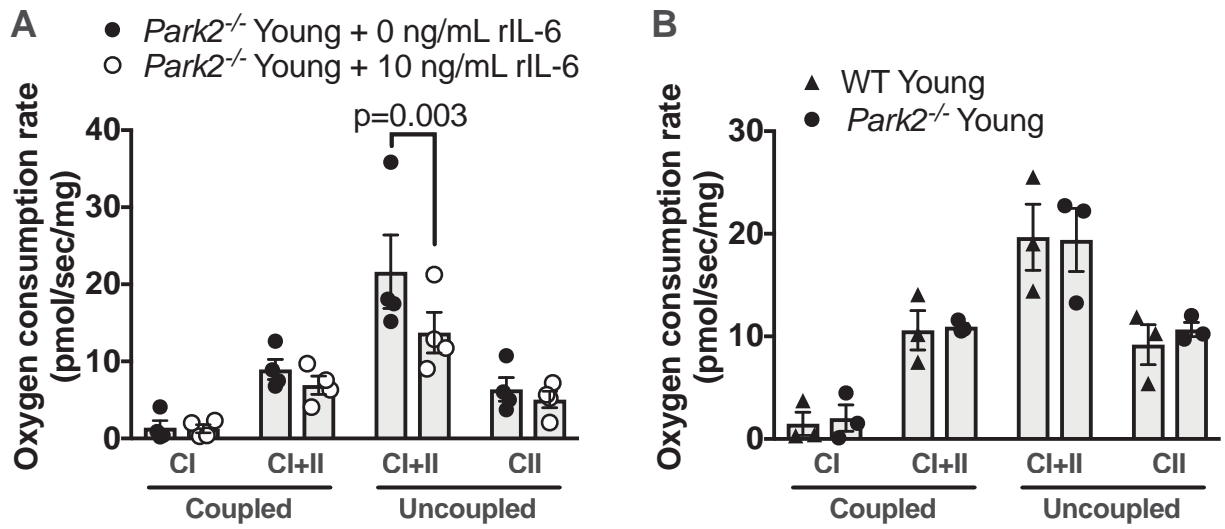 A
Park2-/- Young + 0 ng/mL rIL-6
Park2-/- Young + 10 ng/mL rIL-6
Oxygen consumption rate
(pmol/sec/mg)
p=0.003
40
30
20
10
0
CI
CI+II
CI+II
CII
Coupled
Uncoupled
B
WT Young
Park2-/- Young
Oxygen consumption rate
(pmol/sec/mg)
30
20
10
0
CI
CI+II
CI+II
CII
Coupled
Uncoupled